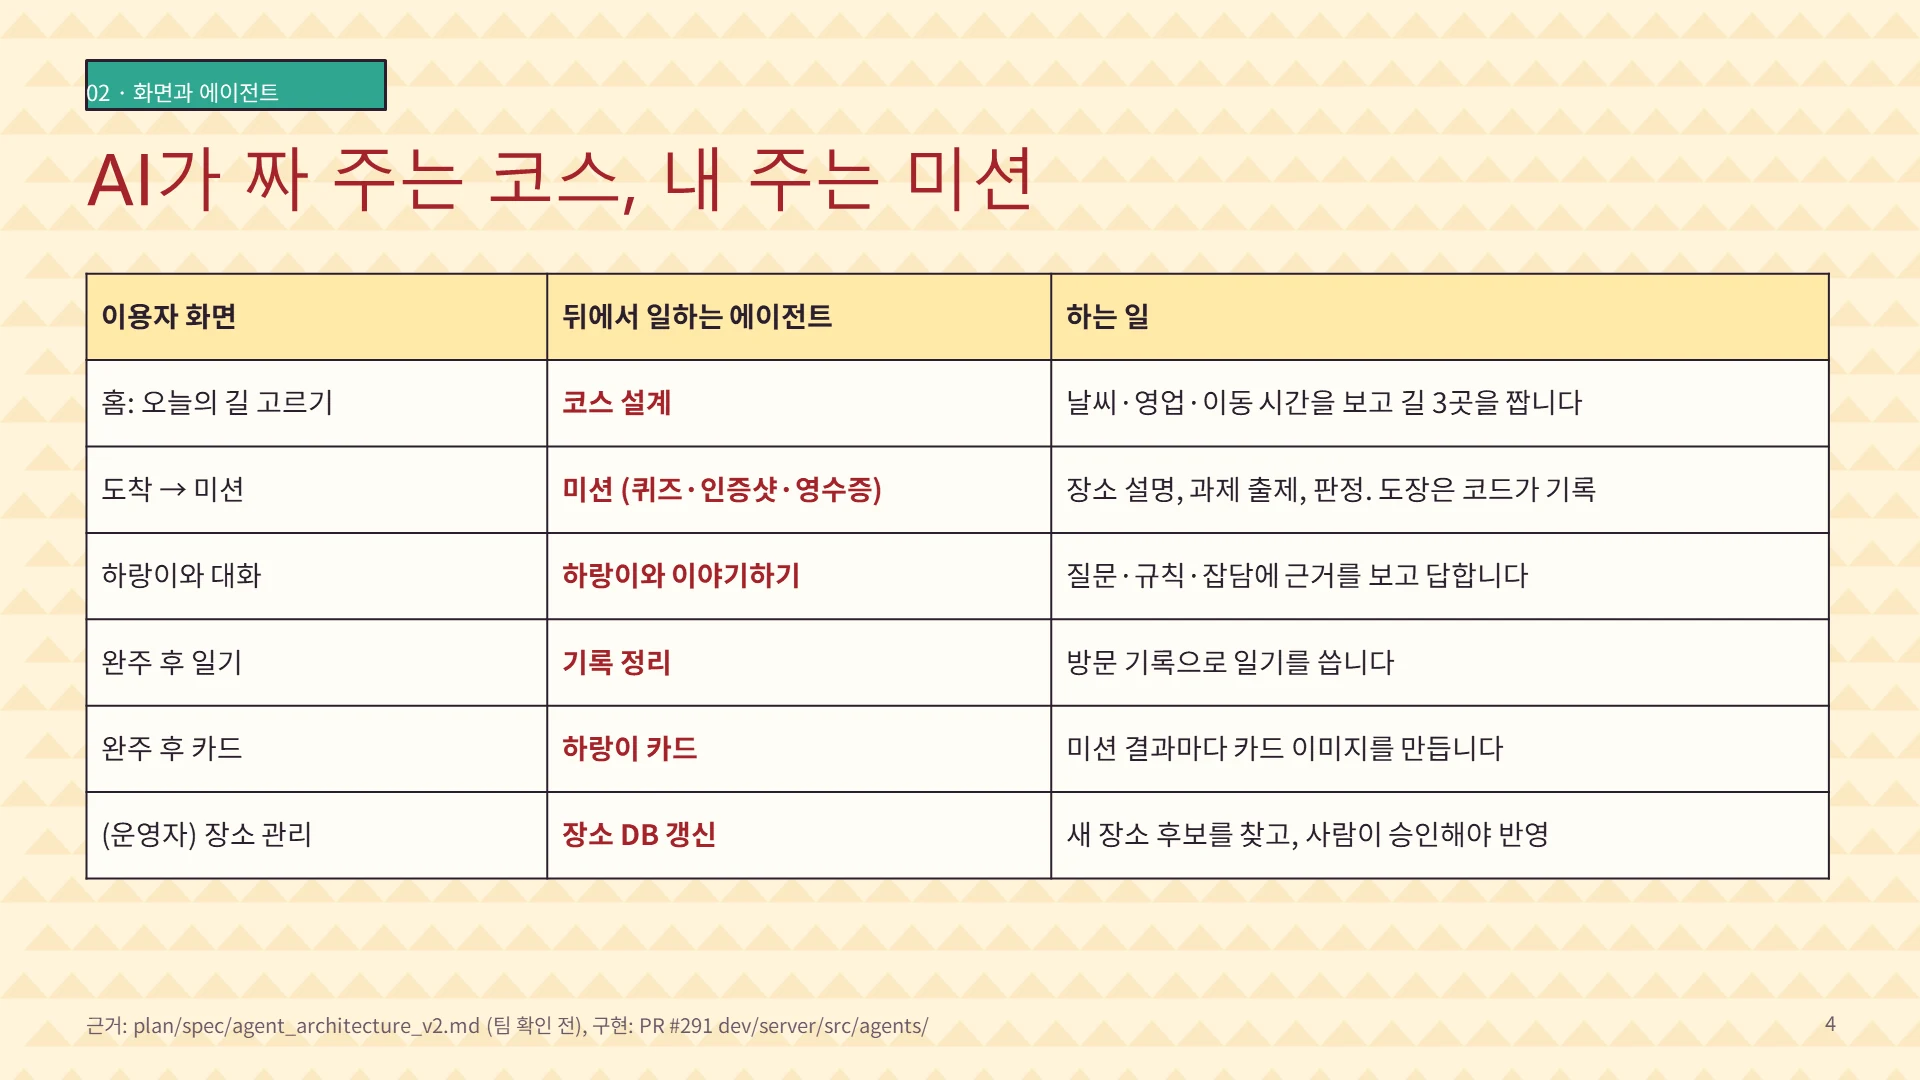 02 · 화면과 에이전트
AI가 짜 주는 코스, 내 주는 미션
이용자 화면 뒤에서 일하는 에이전트 하는 일
홈: 오늘의 길 고르기 코스 설계 날씨·영업·이동 시간을 보고 길 3곳을 짭니다
도착 → 미션 미션 (퀴즈·인증샷·영수증) 장소 설명, 과제 출제, 판정. 도장은 코드가 기록
하랑이와 대화 하랑이와 이야기하기 질문·규칙·잡담에 근거를 보고 답합니다
완주 후 일기 기록 정리 방문 기록으로 일기를 씁니다
완주 후 카드 하랑이 카드 미션 결과마다 카드 이미지를 만듭니다
(운영자) 장소 관리 장소 DB 갱신 새 장소 후보를 찾고, 사람이 승인해야 반영
근거: plan/spec/agent_architecture_v2.md (팀 확인 전), 구현: PR #291 dev/server/src/agents/
4